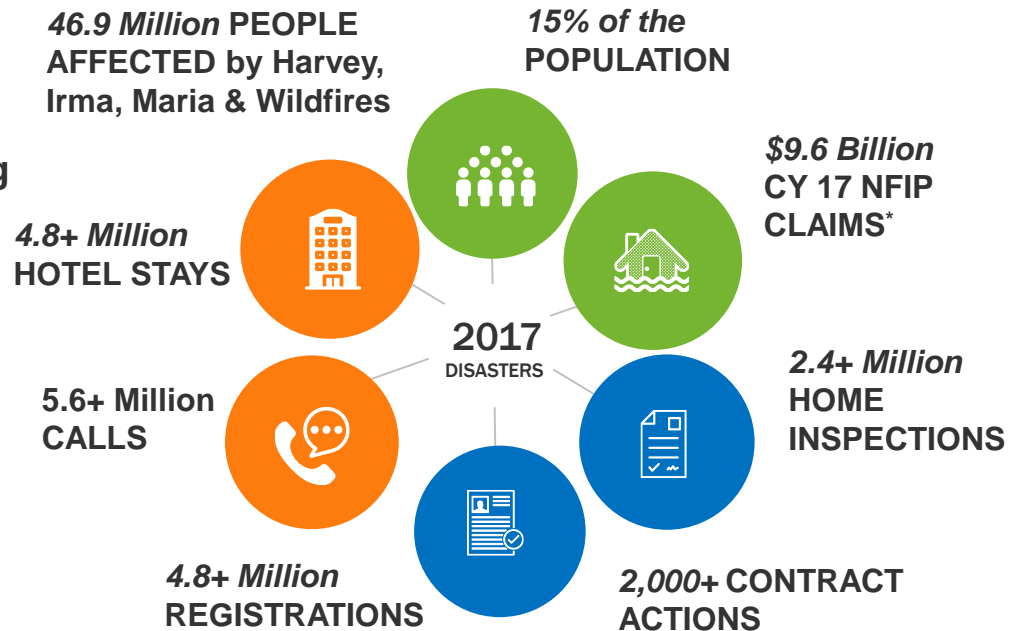 46.9 Million PEOPLE
AFFECTED by Harvey,
Irma, Maria & Wildfires
15% of the
POPULATION
g
$9.6 Billion
CY 17 NFIP
CLAIMS*
4.8+ Million
HOTEL STAYS
2017
DISASTERS
2.4+ Million
HOME
INSPECTIONS
5.6+ Million
CALLS
4.8+ Million
REGISTRATIONS
2,000+ CONTRACT
ACTIONS